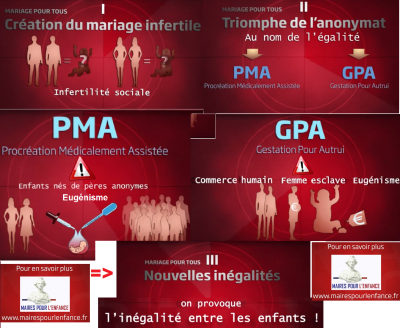 MARIAGE POUR TOUS
I
Création du mariage infertile
= ?
= ?
Infertilité sociale
MARIAGE POUR TOUS
II
Triomphe de l'anonymat
Au nom de l'égalité
PMA
GPA
Procréation Médicalement Assistée
Gestation Pour Autrui
PMA
Procréation Médicalement Assistée
!
Enfants nés de pères anonymes
Eugènisme
GPA
Gestation Pour Autrui
!
Commerce humain Femme esclave Eugénisme
€
€
Pour en savoir plus
MAIRES
POUR L'ENFANCE
www.mairespourlenfance.fr
=>
MARIAGE POUR TOUS
III
Nouvelles inégalités
on provoque
l'inégalité entre les enfants !
Pour en savoir plus
MAIRES
POUR L'ENFANCE
www.mairespourlenfance.fr